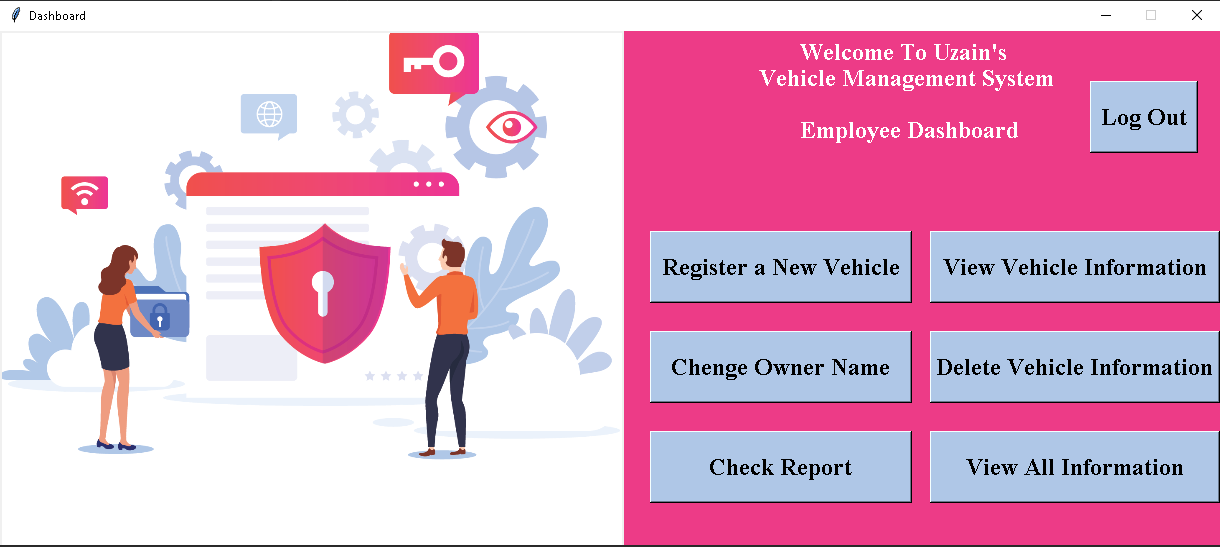 Dashboard
Welcome To Uzain's
Vehicle Management System
Employee Dashboard
Log Out
Register a New Vehicle
View Vehicle Information
Chenge Owner Name
Delete Vehicle Information
Check Report
View All Information